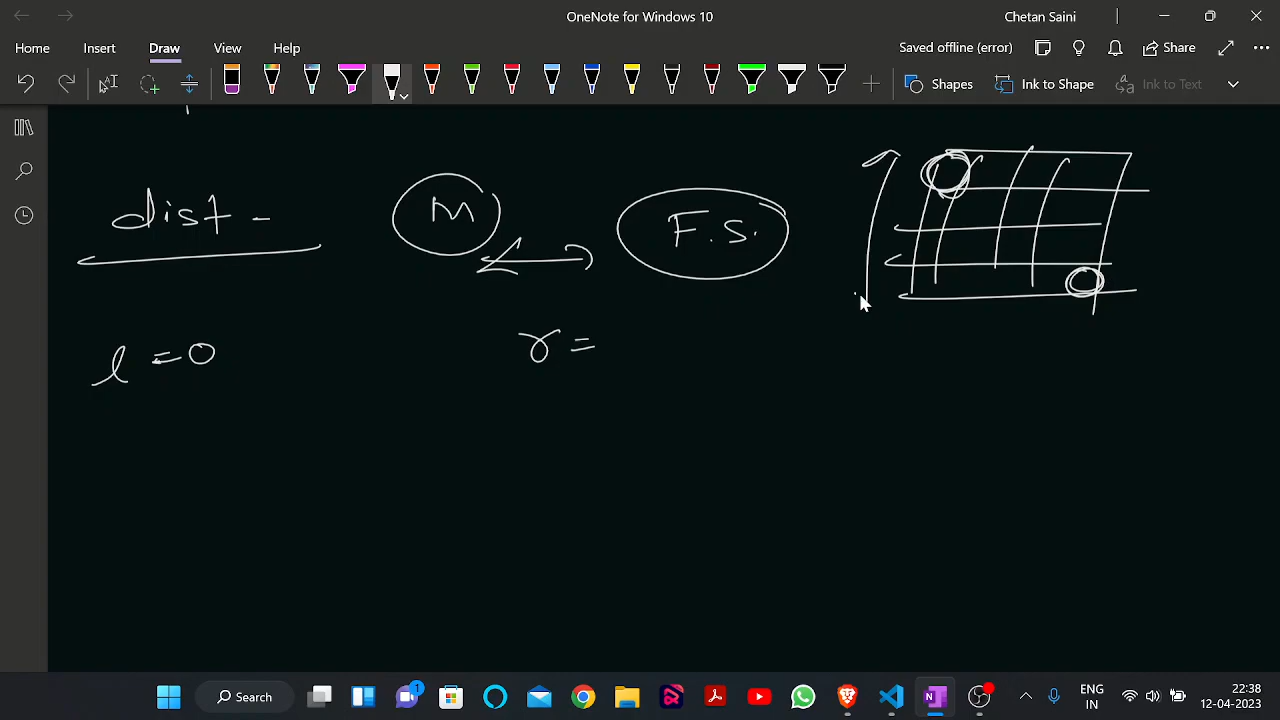 OneNote for Windows 10
Chetan Saini
Home Insert Draw View Help
Saved offline (error)
Share
Shapes
Ink to Shape
Ink to Text
dist -
M
F.S.
l = 0
r =
Search
1
ENG
IN
22:38
12-04-2023